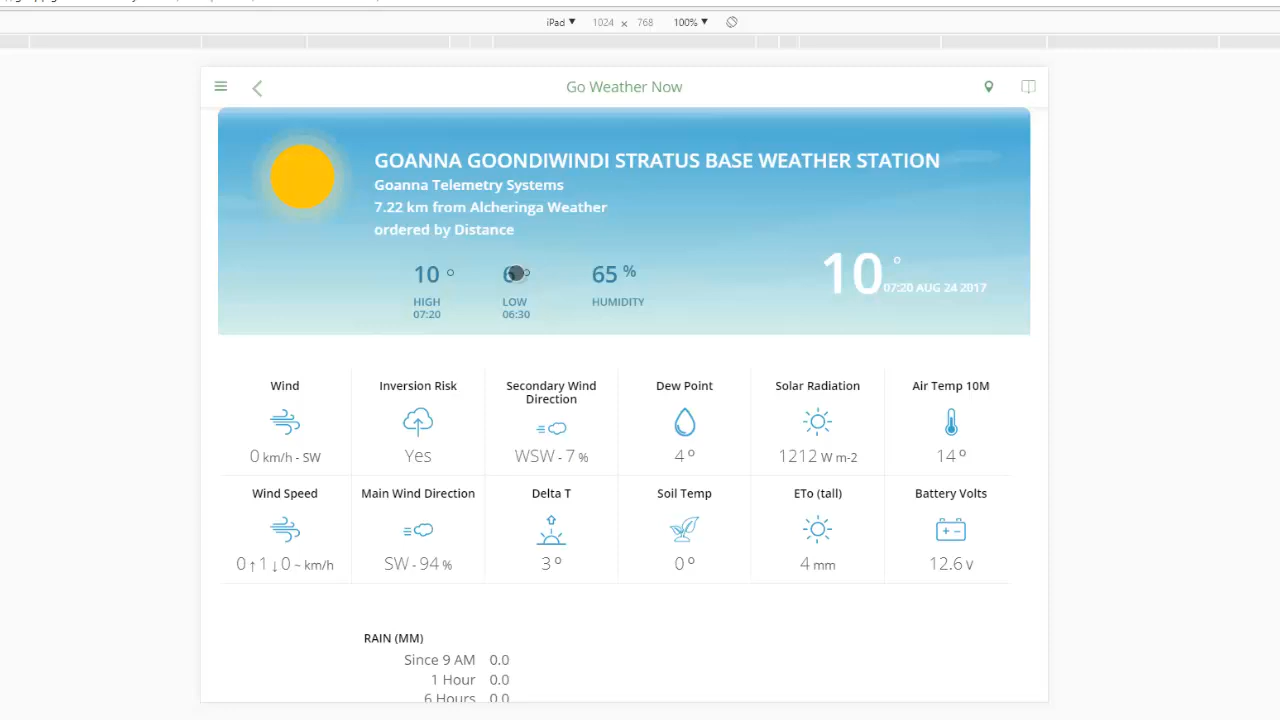 iPad ▼ 1024 × 768 100% ▼
Go Weather Now
GOANNA GOONDIWINDI STRATUS BASE WEATHER STATION
Goanna Telemetry Systems
7.22 km from Alcheringa Weather
ordered by Distance
10 °
HIGH
07:20
6 °
LOW
06:30
65 %
HUMIDITY
10 °
07:20 AUG 24 2017
Wind
0 km/h - SW
Inversion Risk
Yes
Secondary Wind
Direction
WSW - 7 %
Dew Point
4 º
Solar Radiation
1212 W m-2
Air Temp 10M
14 º
Wind Speed
0 ↑ 1 ↓ 0 ~ km/h
Main Wind Direction
SW - 94 %
Delta T
3 º
Soil Temp
0 º
ETo (tall)
4 mm
Battery Volts
12.6 V
RAIN (MM)
Since 9 AM 0.0
1 Hour 0.0
6 Hours 0.0